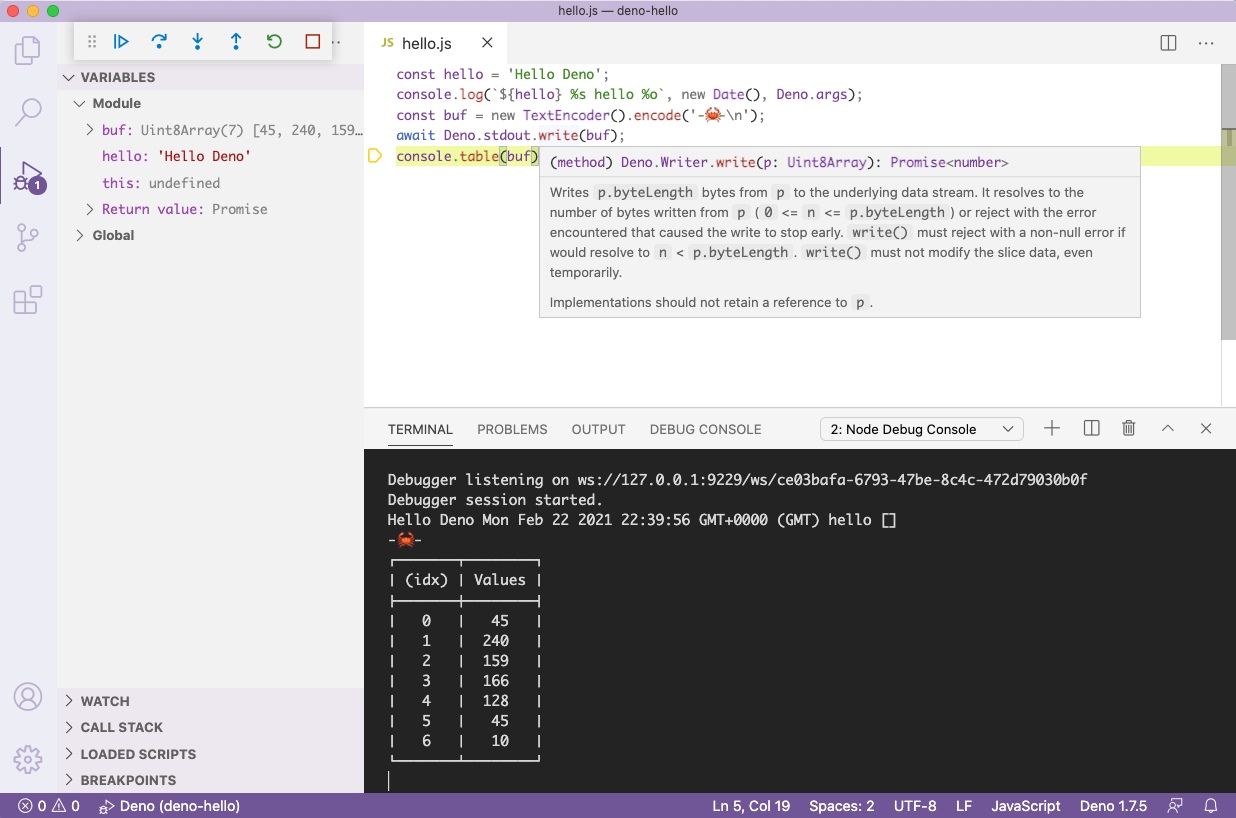 hello.js — deno-hello
VARIABLES
Module
buf: Uint8Array(7) [45, 240, 159…
hello: 'Hello Deno'
this: undefined
Return value: Promise
Global
1
WATCH
CALL STACK
LOADED SCRIPTS
BREAKPOINTS
JS hello.js
const hello = 'Hello Deno';
console.log(`${hello} %s hello %o`, new Date(), Deno.args);
const buf = new TextEncoder().encode('-🦀-\n');
await Deno.stdout.write(buf);
console.table(buf)
(method) Deno.Writer.write(p: Uint8Array): Promise<number>
Writes p.byteLength bytes from p to the underlying data stream. It resolves to the
number of bytes written from p ( 0 <= n <= p.byteLength ) or reject with the error
encountered that caused the write to stop early. write() must reject with a non-null error if
would resolve to n < p.byteLength . write() must not modify the slice data, even
temporarily.
Implementations should not retain a reference to p .
TERMINAL PROBLEMS OUTPUT DEBUG CONSOLE 2: Node Debug Console
Debugger listening on ws://127.0.0.1:9229/ws/ce03bafa-6793-47be-8c4c-472d79030b0f
Debugger session started.
Hello Deno Mon Feb 22 2021 22:39:56 GMT+0000 (GMT) hello []
-🦀-
| (idx) | Values |
| 0 | 45 |
| 1 | 240 |
| 2 | 159 |
| 3 | 166 |
| 4 | 128 |
| 5 | 45 |
| 6 | 10 |
0 0 Deno (deno-hello) Ln 5, Col 19 Spaces: 2 UTF-8 LF JavaScript Deno 1.7.5